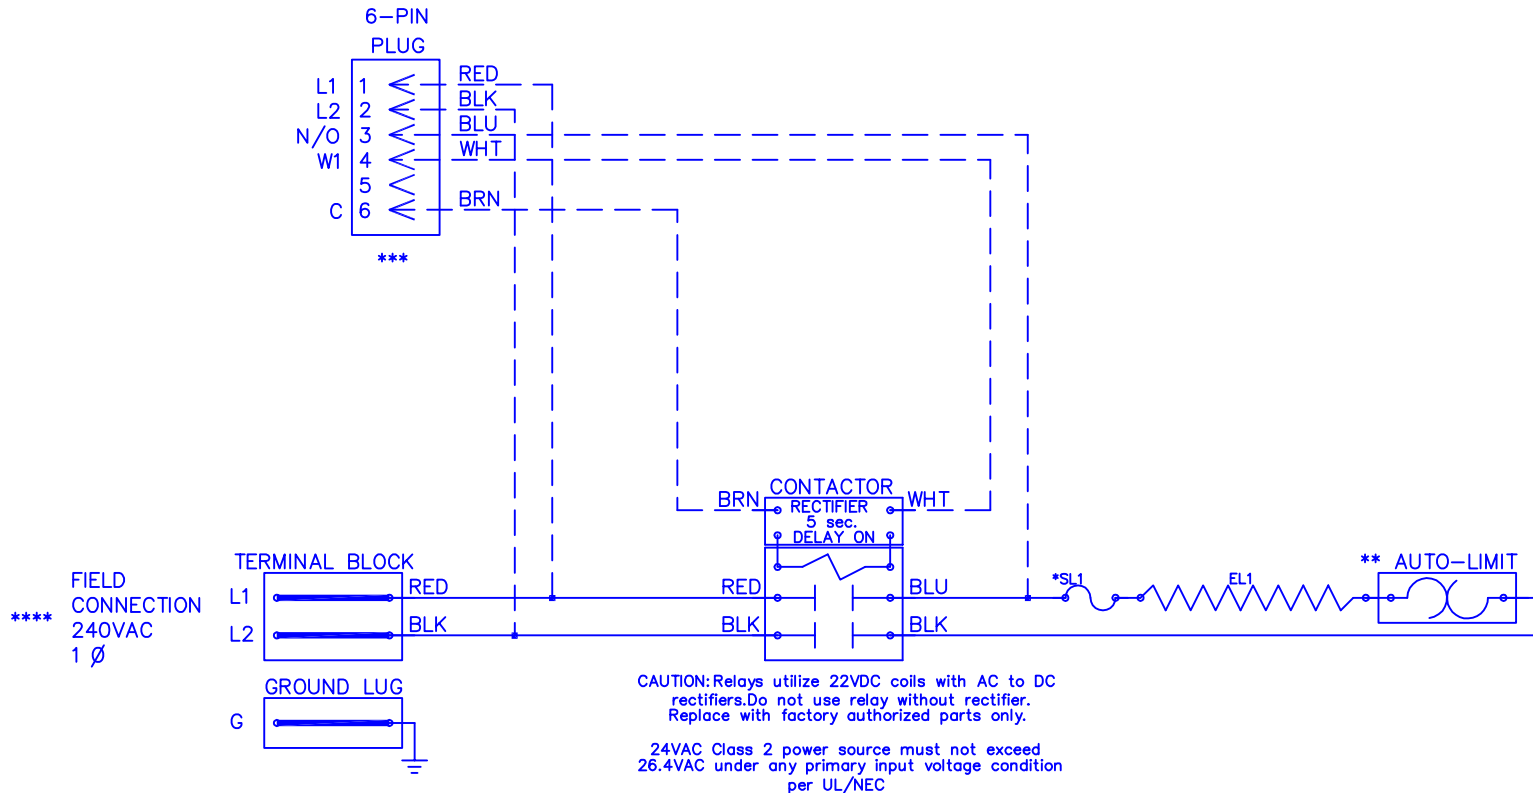 6-PIN
PLUG
L1 1 RED
L2 2 BLK
N/O 3 BLU
W1 4 WHT
5
C 6 BRN
***
CONTACTOR
BRN RECTIFIER WHT
5 sec.
DELAY ON
TERMINAL BLOCK
** AUTO-LIMIT
FIELD
CONNECTION
240VAC
1 Ø
****
L1 RED RED BLU *SL1 EL1
L2 BLK BLK BLK
GROUND LUG
G
CAUTION: Relays utilize 22VDC coils with AC to DC
rectifiers.Do not use relay without rectifier.
Replace with factory authorized parts only.
24VAC Class 2 power source must not exceed
26.4VAC under any primary input voltage condition
per UL/NEC